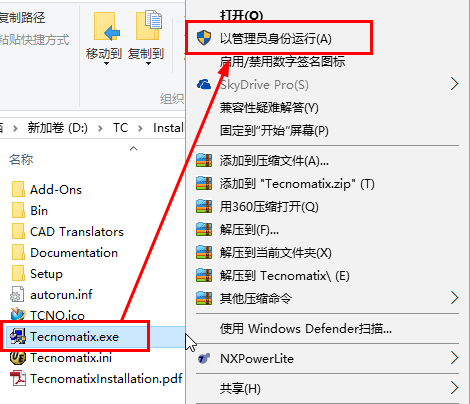 复制路径
粘贴快捷方式
移动到
复制到
组织
新加卷 (D:) › TC › Instal
名称
Add-Ons
Bin
CAD Translators
Documentation
Setup
autorun.inf
TCNO.ico
Tecnomatix.exe
Tecnomatix.ini
TecnomatixInstallation.pdf
打开(O)
以管理员身份运行(A)
启用/禁用数字签名图标
SkyDrive Pro(S)
兼容性疑难解答(Y)
固定到"开始"屏幕(P)
添加到压缩文件(A)...
添加到 "Tecnomatix.zip" (T)
用360压缩打开(Q)
解压到(F)...
解压到当前文件夹(X)
解压到 Tecnomatix\ (E)
其他压缩命令
使用 Windows Defender扫描...
NXPowerLite
共享(H)